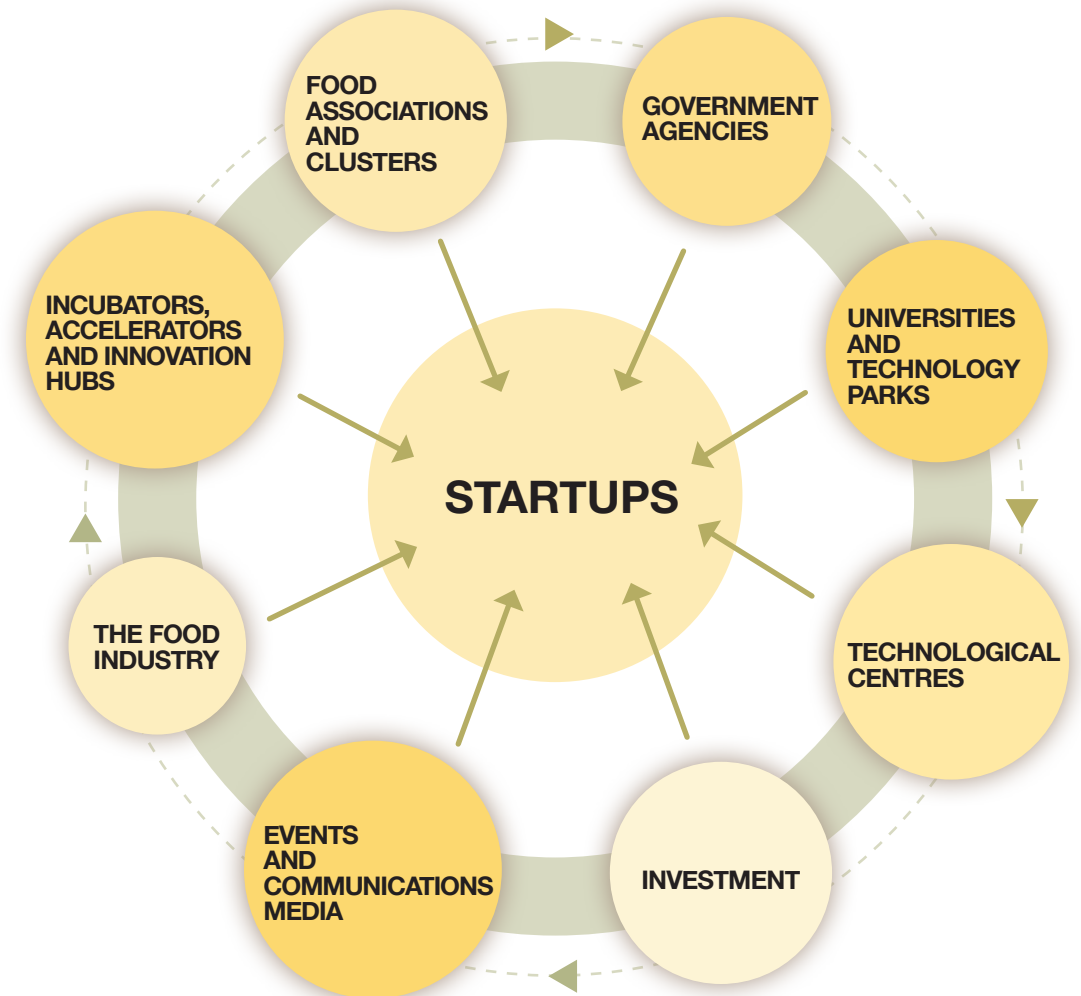 FOOD
ASSOCIATIONS
AND
CLUSTERS
GOVERNMENT
AGENCIES
INCUBATORS,
ACCELERATORS
AND INNOVATION
HUBS
UNIVERSITIES
AND
TECHNOLOGY
PARKS
STARTUPS
THE FOOD
INDUSTRY
TECHNOLOGICAL
CENTRES
EVENTS
AND
COMMUNICATIONS
MEDIA
INVESTMENT